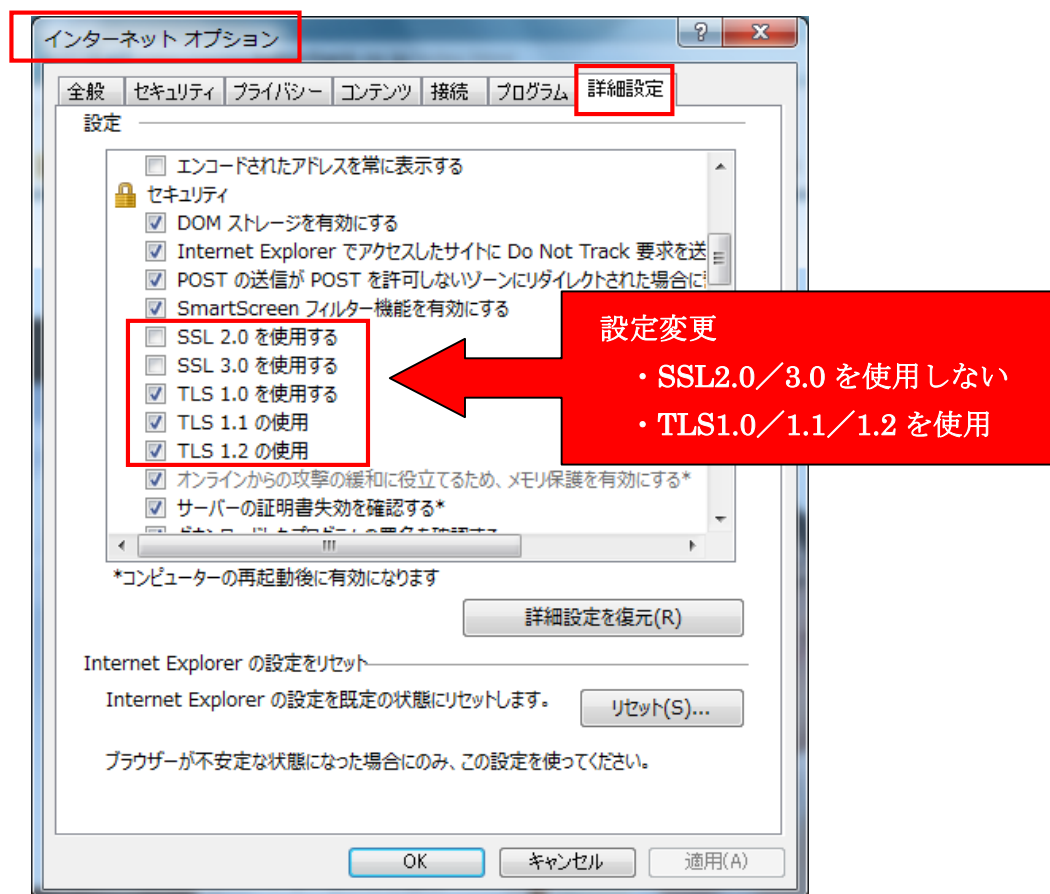 インターネット オプション
全般 セキュリティ プライバシー コンテンツ 接続 プログラム 詳細設定
設定
エンコードされたアドレスを常に表示する
セキュリティ
DOM ストレージを有効にする
Internet Explorer でアクセスしたサイトに Do Not Track 要求を送
POST の送信が POST を許可しないゾーンにリダイレクトされた場合に
SmartScreen フィルター機能を有効にする
SSL 2.0 を使用する
SSL 3.0 を使用する
TLS 1.0 を使用する
TLS 1.1 の使用
TLS 1.2 の使用
オンラインからの攻撃の緩和に役立てるため、メモリ保護を有効にする*
サーバーの証明書失効を確認する*
設定変更
・SSL2.0／3.0 を使用しない
・TLS1.0／1.1／1.2 を使用
*コンピューターの再起動後に有効になります
詳細設定を復元(R)
Internet Explorer の設定をリセット
Internet Explorer の設定を既定の状態にリセットします。
リセット(S)...
ブラウザーが不安定な状態になった場合にのみ、この設定を使ってください。
OK キャンセル 適用(A)